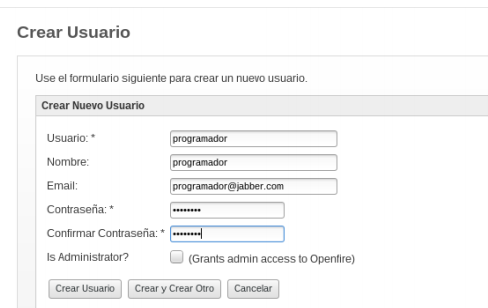 Crear Usuario
Use el formulario siguiente para crear un nuevo usuario.
Crear Nuevo Usuario
Usuario: * programador
Nombre: programador
Email: programador@jabber.com
Contraseña: * ••••••••
Confirmar Contraseña: * ••••••••
Is Administrator? (Grants admin access to Openfire)
Crear Usuario Crear y Crear Otro Cancelar